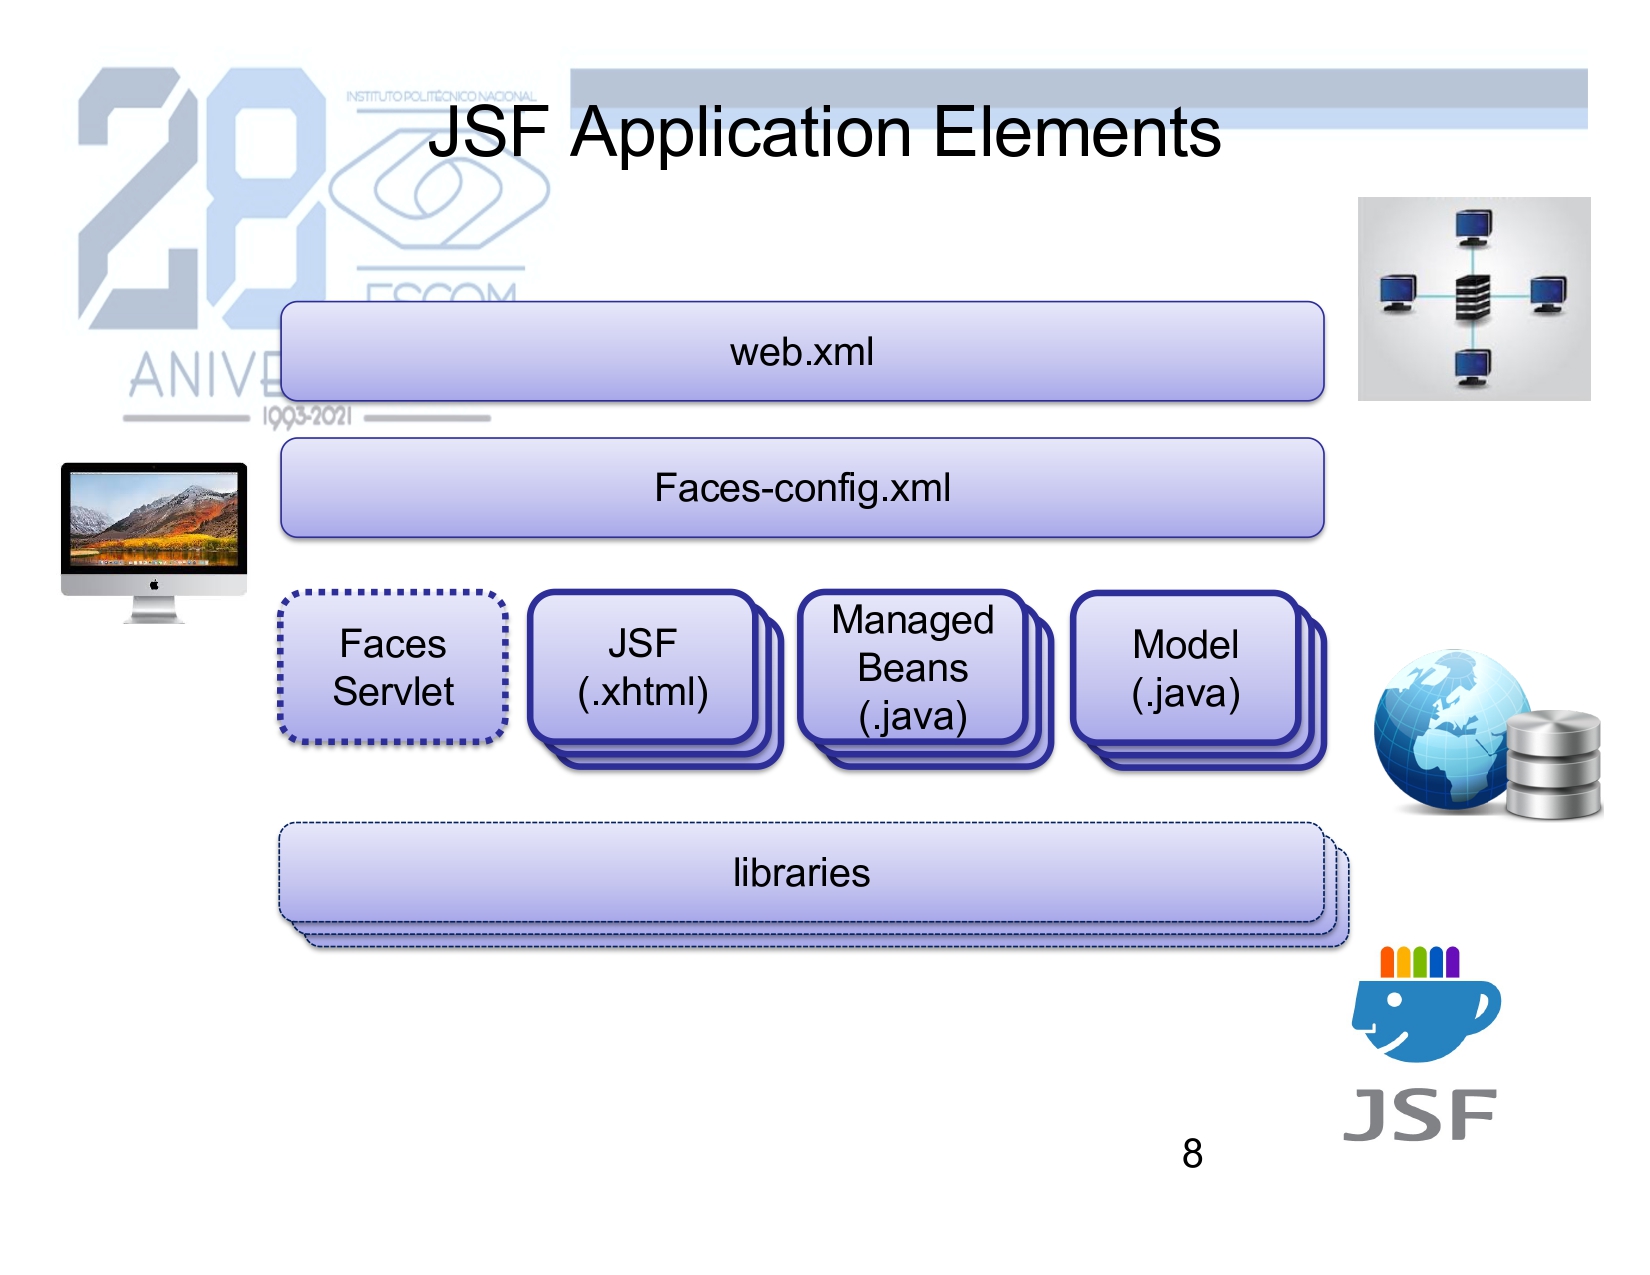 INSTITUTO POLITÉCNICO NACIONAL
JSF Application Elements
28
ESCOM
web.xml
1993-2021
Faces-config.xml
Faces
Servlet
JSF
(.xhtml)
Managed
Beans
(.java)
Model
(.java)
libraries
JSF
8